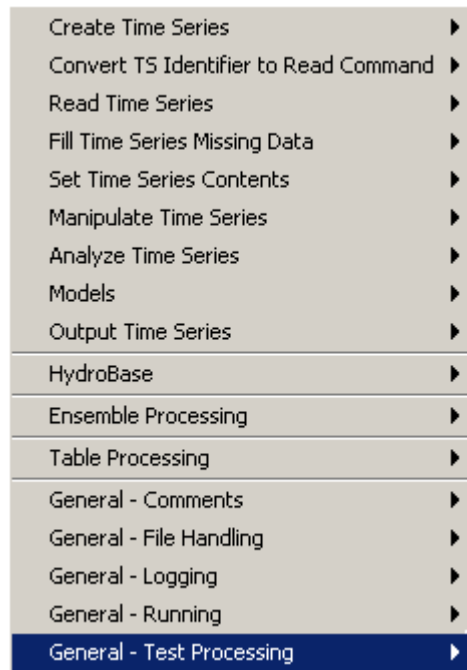 Create Time Series
Convert TS Identifier to Read Command
Read Time Series
Fill Time Series Missing Data
Set Time Series Contents
Manipulate Time Series
Analyze Time Series
Models
Output Time Series
HydroBase
Ensemble Processing
Table Processing
General - Comments
General - File Handling
General - Logging
General - Running
General - Test Processing